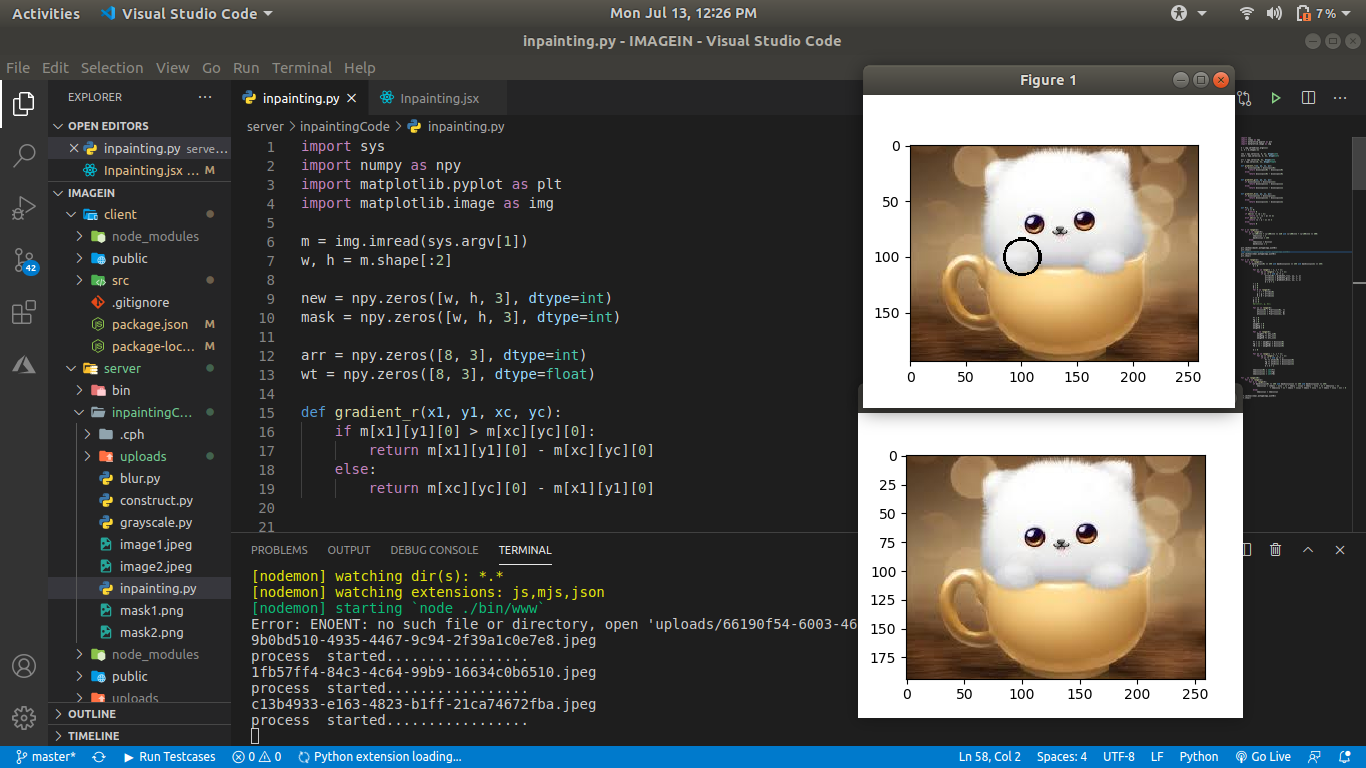 Activities Visual Studio Code Mon Jul 13, 12:26 PM 7%
inpainting.py - IMAGEIN - Visual Studio Code
File Edit Selection View Go Run Terminal Help
EXPLORER
OPEN EDITORS
inpainting.py serve...
Inpainting.jsx ... M
IMAGEIN
client
node_modules
public
src
.gitignore
package.json M
package-loc... M
server
bin
inpaintingC...
.cph
uploads
blur.py
construct.py
grayscale.py
image1.jpeg
image2.jpeg
inpainting.py
mask1.png
mask2.png
node_modules
public
uploads
OUTLINE
TIMELINE
42
inpainting.py Inpainting.jsx
server > inpaintingCode > inpainting.py
1 import sys
2 import numpy as npy
3 import matplotlib.pyplot as plt
4 import matplotlib.image as img
5
6 m = img.imread(sys.argv[1])
7 w, h = m.shape[:2]
8
9 new = npy.zeros([w, h, 3], dtype=int)
10 mask = npy.zeros([w, h, 3], dtype=int)
11
12 arr = npy.zeros([8, 3], dtype=int)
13 wt = npy.zeros([8, 3], dtype=float)
14
15 def gradient_r(x1, y1, xc, yc):
16 if m[x1][y1][0] > m[xc][yc][0]:
17 return m[x1][y1][0] - m[xc][yc][0]
18 else:
19 return m[xc][yc][0] - m[x1][y1][0]
20
21
PROBLEMS OUTPUT DEBUG CONSOLE TERMINAL
[nodemon] watching dir(s): *.*
[nodemon] watching extensions: js,mjs,json
[nodemon] starting `node ./bin/www`
Error: ENOENT: no such file or directory, open 'uploads/66190f54-6003-46
9b0bd510-4935-4467-9c94-2f39a1c0e7e8.jpeg
process started.................
1fb57ff4-84c3-4c64-99b9-16634c0b6510.jpeg
process started.................
c13b4933-e163-4823-b1ff-21ca74672fba.jpeg
process started.................
Figure 1
0
50
100
150
0 50 100 150 200 250
0
25
50
75
100
125
150
175
0 50 100 150 200 250
master* Run Testcases 0 0 Python extension loading... Ln 58, Col 2 Spaces: 4 UTF-8 LF Python Go Live